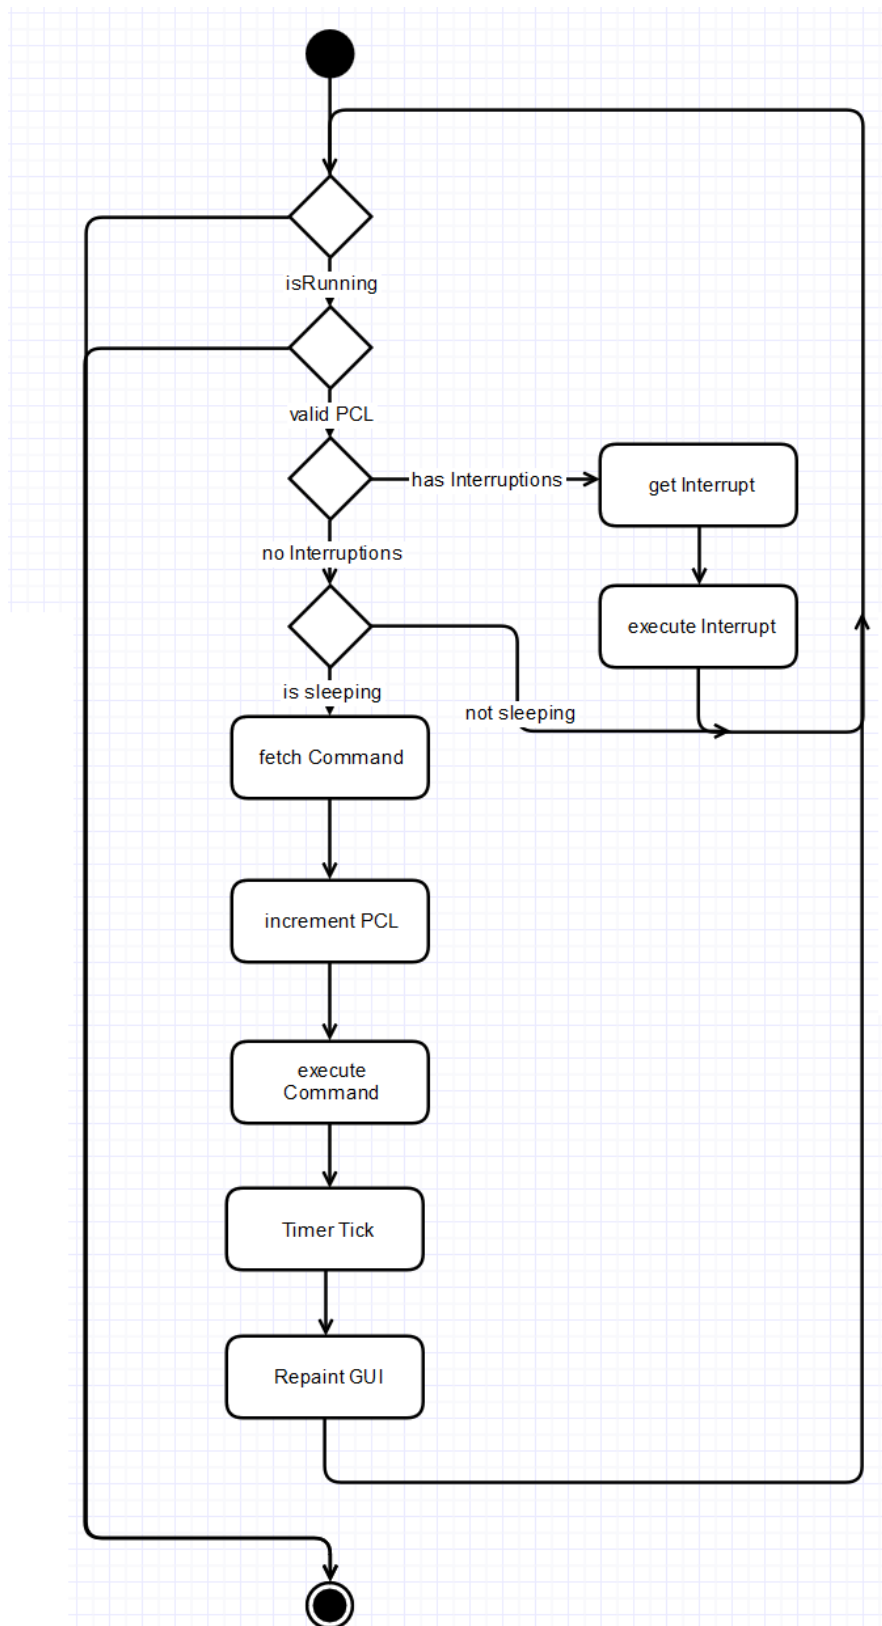 isRunning
valid PCL
has Interruptions
get Interrupt
no Interruptions
execute Interrupt
is sleeping
not sleeping
fetch Command
increment PCL
execute
Command
Timer Tick
Repaint GUI